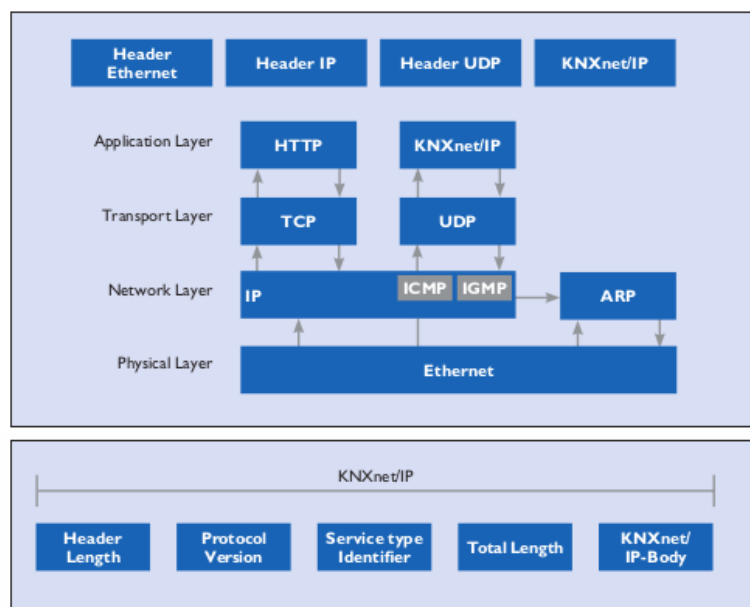 Header
Ethernet
Header IP
Header UDP
KNXnet/IP
Application Layer
HTTP
KNXnet/IP
Transport Layer
TCP
UDP
Network Layer
IP
ICMP
IGMP
ARP
Physical Layer
Ethernet
KNXnet/IP
Header
Length
Protocol
Version
Service type
Identifier
Total Length
KNXnet/
IP-Body